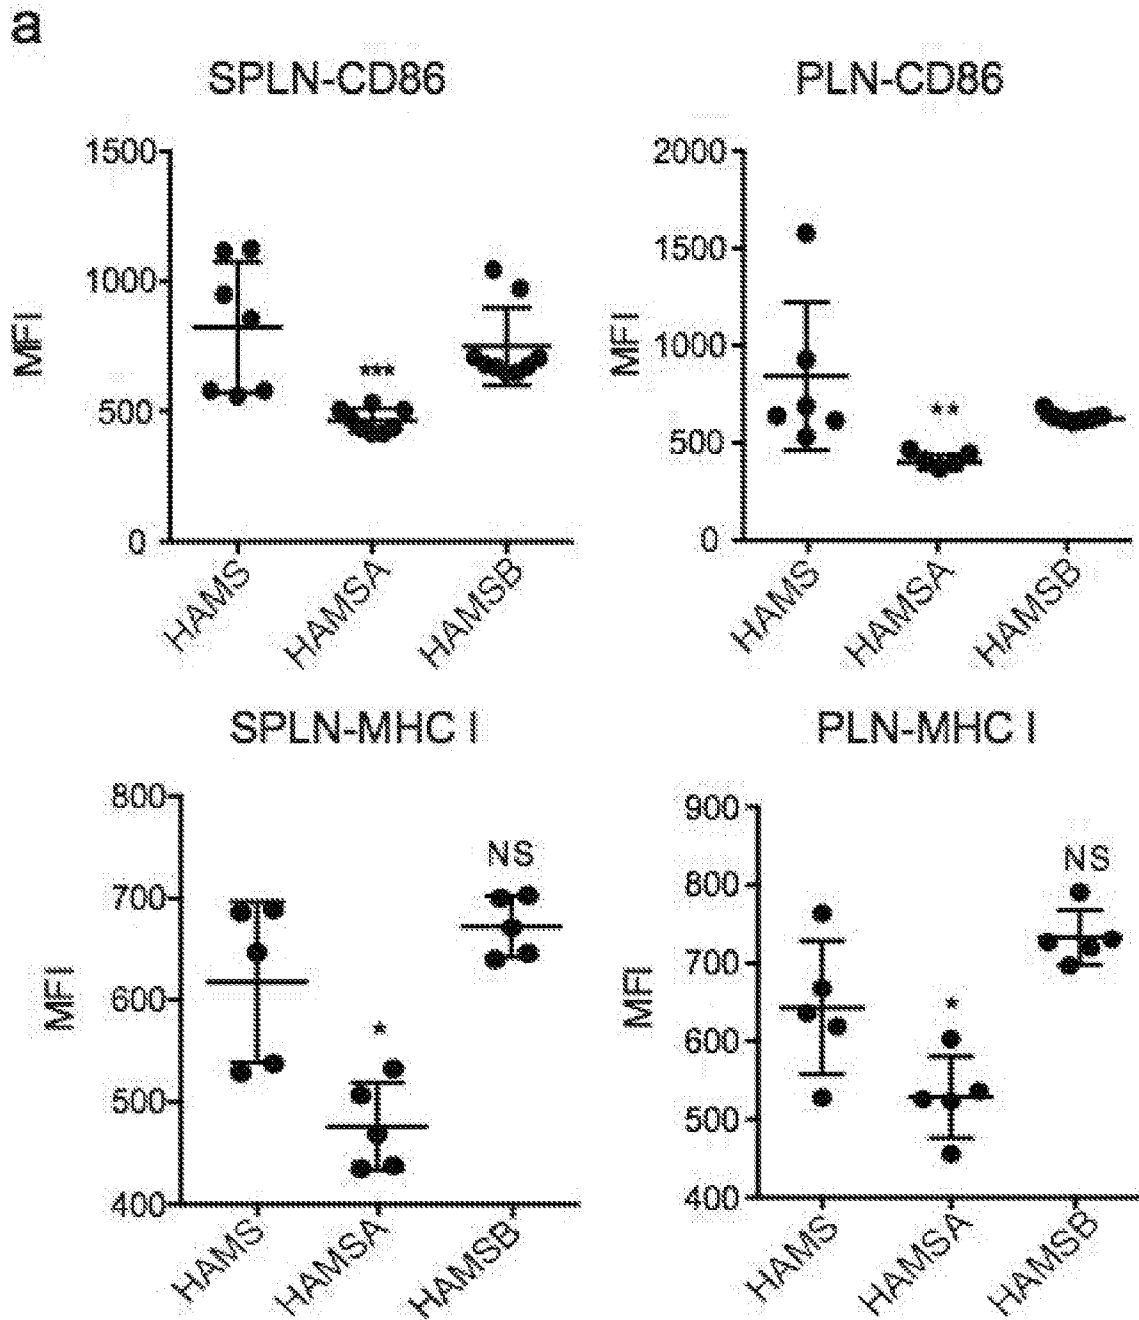 a
SPLN-CD86
MFI
1500
1000
500
0
***
HAMS
HAMSA
HAMSB
PLN-CD86
MFI
2000
1500
1000
500
0
**
HAMS
HAMSA
HAMSB
SPLN-MHC I
MFI
800
700
600
500
400
*
NS
HAMS
HAMSA
HAMSB
PLN-MHC I
MFI
900
800
700
600
500
400
*
NS
HAMS
HAMSA
HAMSB